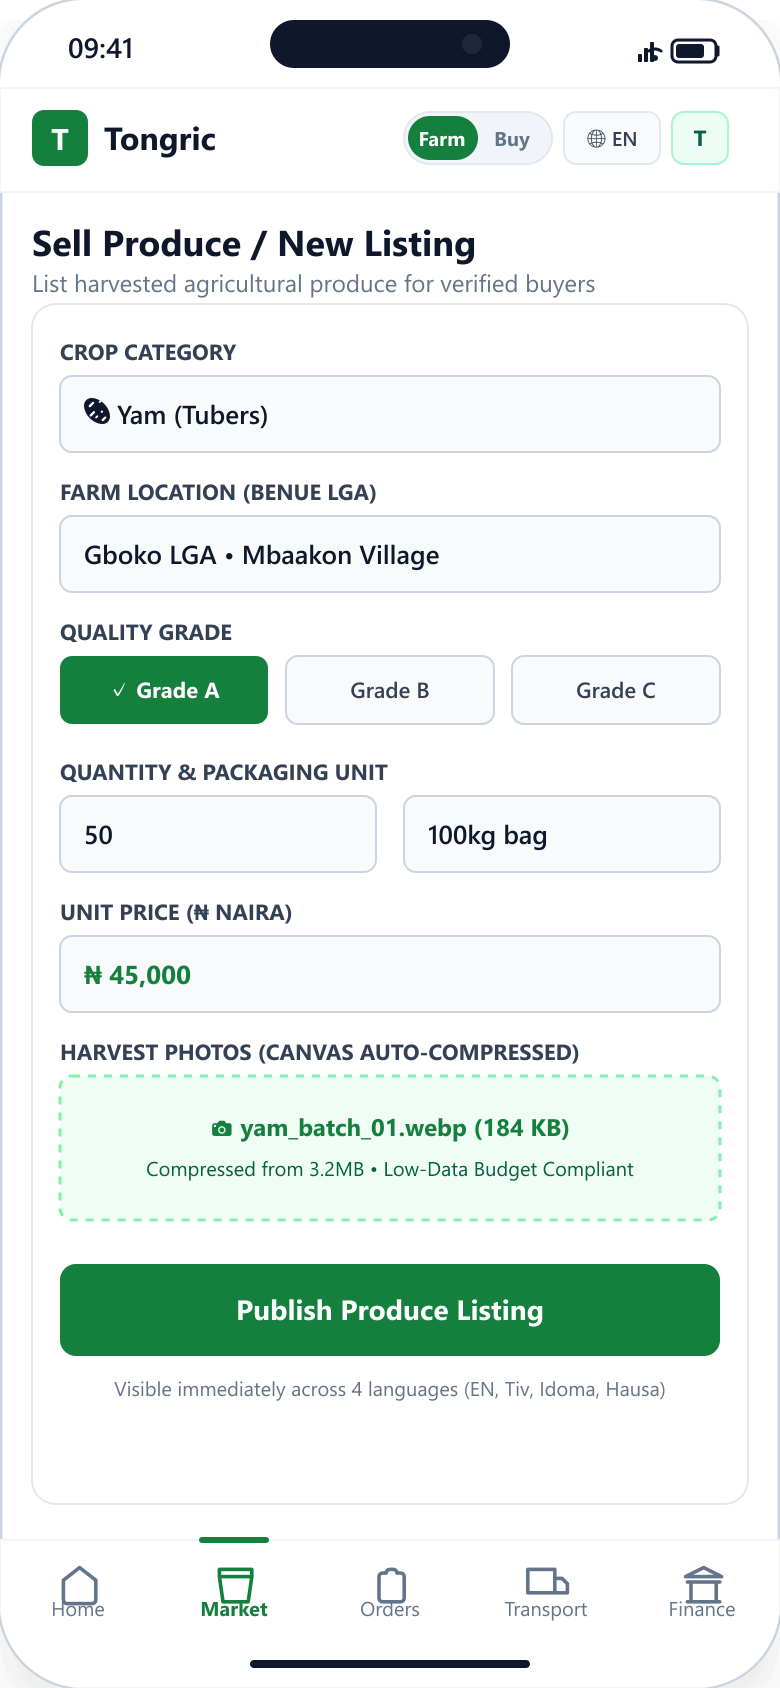 09:41
T Tongric Farm Buy 🌐 EN T
Sell Produce / New Listing
List harvested agricultural produce for verified buyers
CROP CATEGORY
Yam (Tubers)
FARM LOCATION (BENUE LGA)
Gboko LGA • Mbaakon Village
QUALITY GRADE
✓ Grade A Grade B Grade C
QUANTITY & PACKAGING UNIT
50 100kg bag
UNIT PRICE (₦ NAIRA)
₦ 45,000
HARVEST PHOTOS (CANVAS AUTO-COMPRESSED)
📷 yam_batch_01.webp (184 KB)
Compressed from 3.2MB • Low-Data Budget Compliant
Publish Produce Listing
Visible immediately across 4 languages (EN, Tiv, Idoma, Hausa)
Home Market Orders Transport Finance